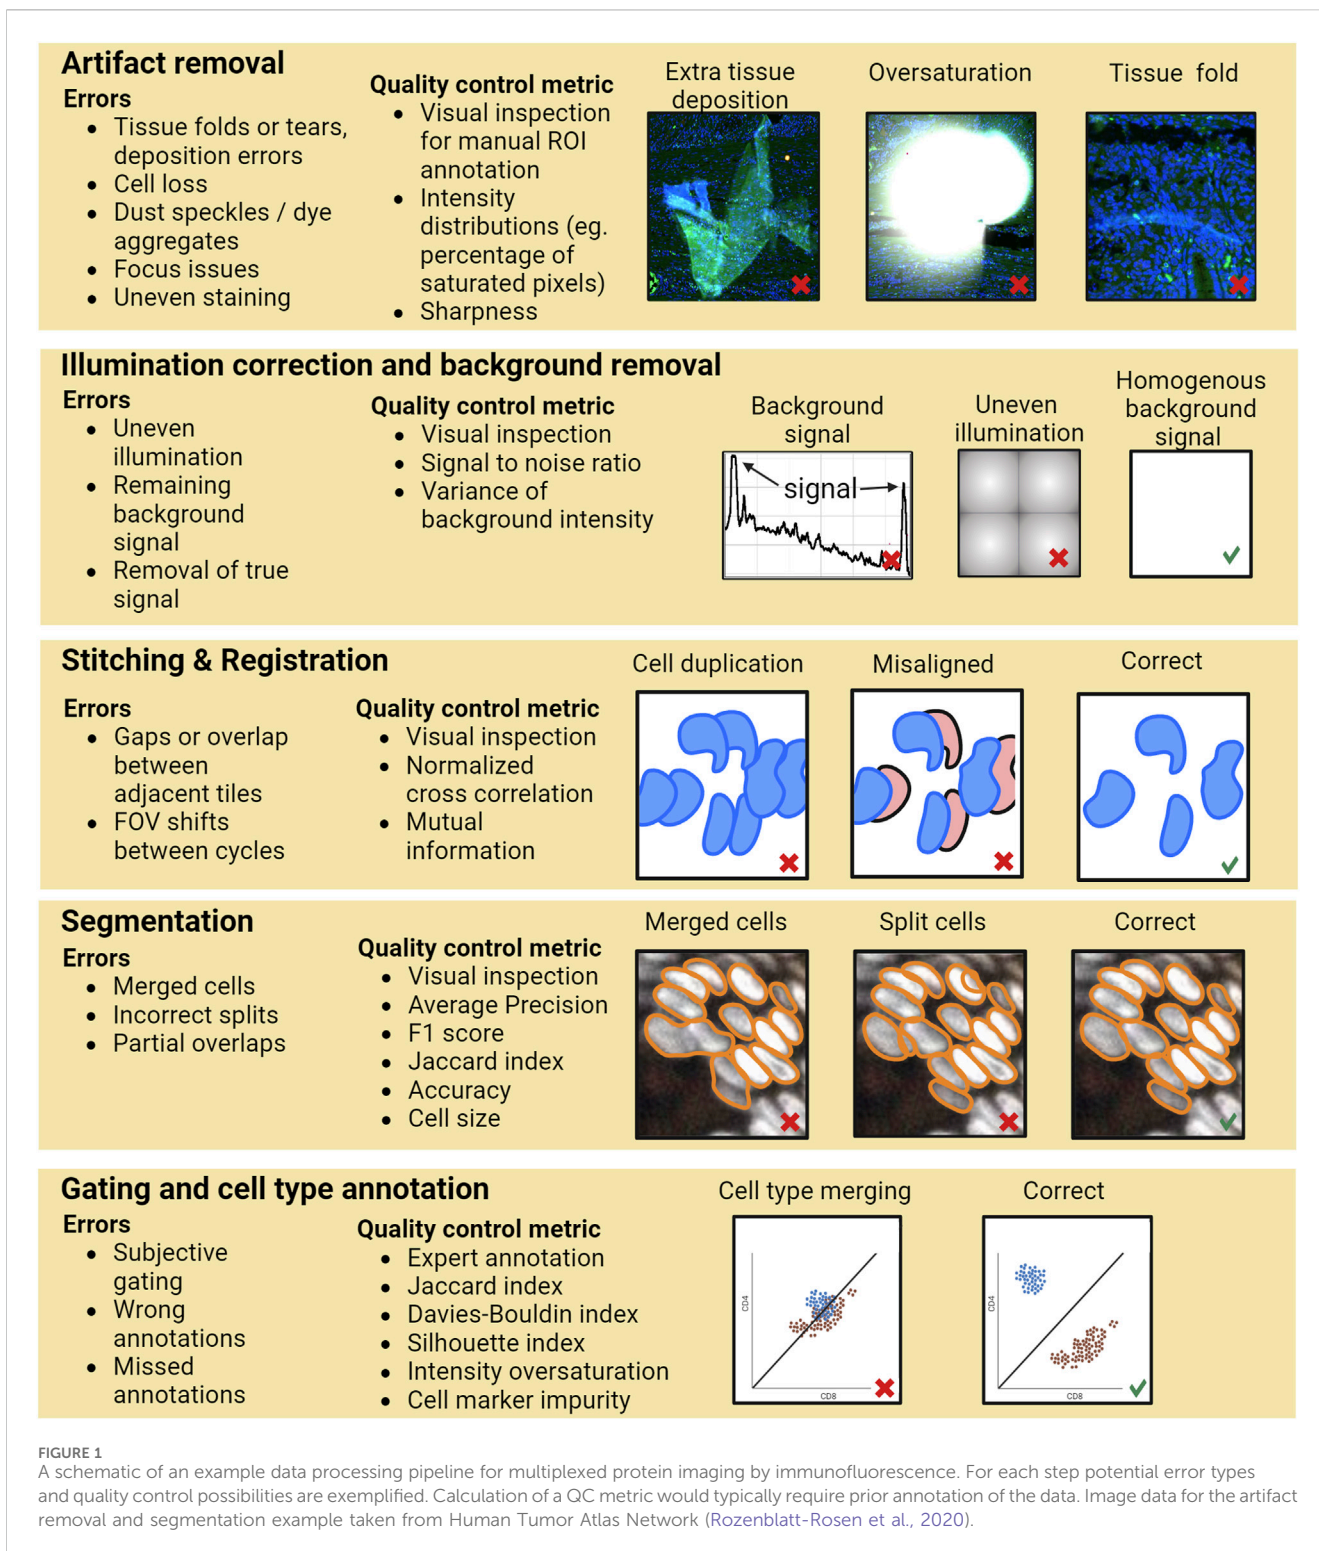 Artifact removal
Errors
• Tissue folds or tears,
deposition errors
• Cell loss
• Dust speckles / dye
aggregates
• Focus issues
• Uneven staining
Quality control metric
• Visual inspection
for manual ROI
annotation
• Intensity
distributions (eg.
percentage of
saturated pixels)
• Sharpness
Extra tissue
deposition
Oversaturation
Tissue fold
Illumination correction and background removal
Errors
• Uneven
illumination
• Remaining
background
signal
• Removal of true
signal
Quality control metric
• Visual inspection
• Signal to noise ratio
• Variance of
background intensity
Background
signal
signal
Uneven
illumination
Homogenous
background
signal
Stitching & Registration
Errors
• Gaps or overlap
between
adjacent tiles
• FOV shifts
between cycles
Quality control metric
• Visual inspection
• Normalized
cross correlation
• Mutual
information
Cell duplication
Misaligned
Correct
Segmentation
Errors
• Merged cells
• Incorrect splits
• Partial overlaps
Quality control metric
• Visual inspection
• Average Precision
• F1 score
• Jaccard index
• Accuracy
• Cell size
Merged cells
Split cells
Correct
Gating and cell type annotation
Errors
• Subjective
gating
• Wrong
annotations
• Missed
annotations
Quality control metric
• Expert annotation
• Jaccard index
• Davies-Bouldin index
• Silhouette index
• Intensity oversaturation
• Cell marker impurity
Cell type merging
CD4
CD8
Correct
CD4
CD8
FIGURE 1
A schematic of an example data processing pipeline for multiplexed protein imaging by immunofluorescence. For each step potential error types
and quality control possibilities are exemplified. Calculation of a QC metric would typically require prior annotation of the data. Image data for the artifact
removal and segmentation example taken from Human Tumor Atlas Network (Rozenblatt-Rosen et al., 2020).